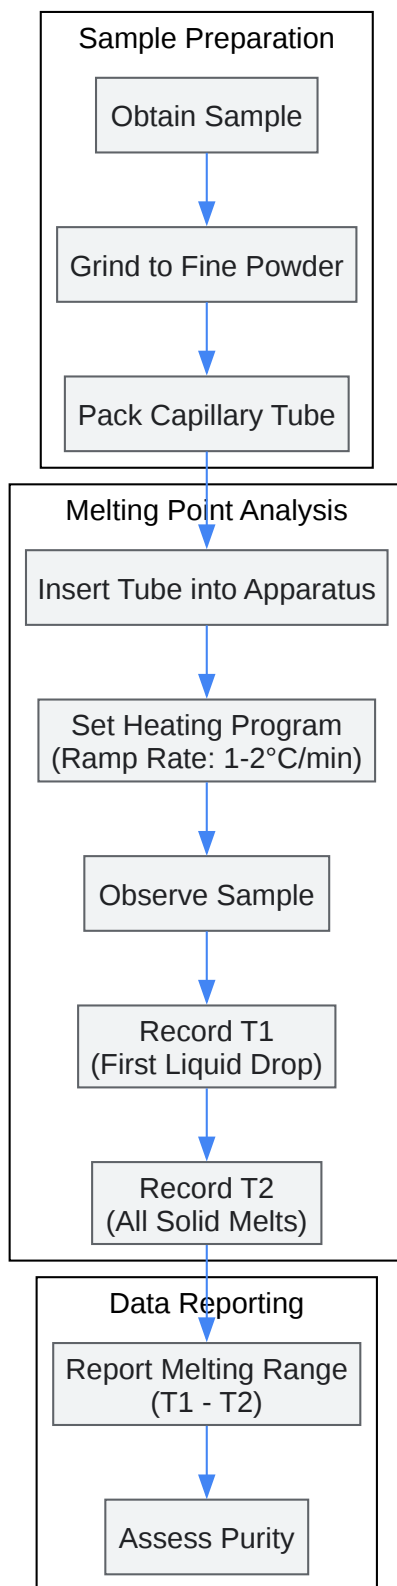 Sample Preparation
Obtain Sample
Grind to Fine Powder
Pack Capillary Tube
Melting Point Analysis
Insert Tube into Apparatus
Set Heating Program
(Ramp Rate: 1-2°C/min)
Observe Sample
Record T1
(First Liquid Drop)
Record T2
(All Solid Melts)
Data Reporting
Report Melting Range
(T1 - T2)
Assess Purity